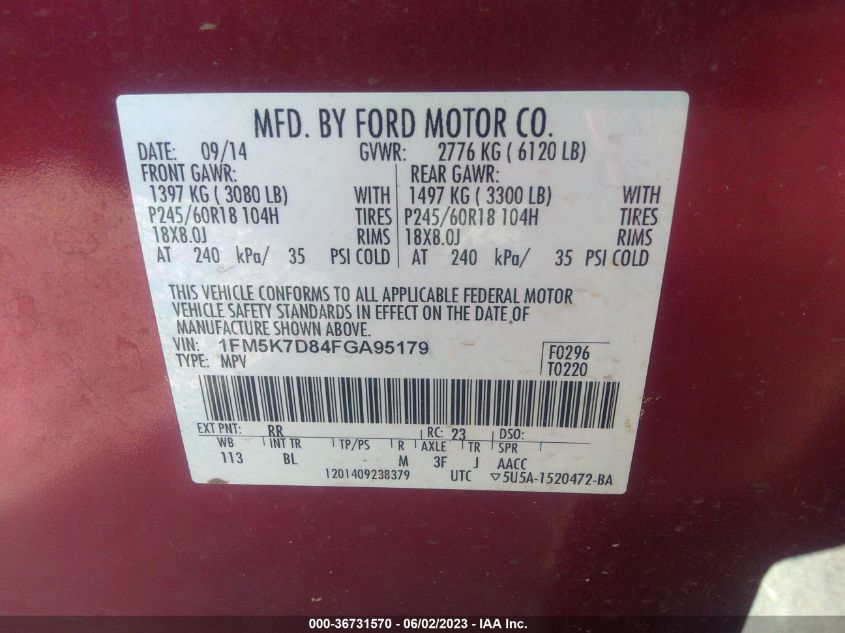 MFD. BY FORD MOTOR CO.
DATE: 09/14 GVWR: 2776 KG ( 6120 LB)
FRONT GAWR: REAR GAWR:
1397 KG ( 3080 LB) WITH 1497 KG ( 3300 LB) WITH
P245/60R18 104H TIRES P245/60R18 104H TIRES
18X8.0J RIMS 18X8.0J RIMS
AT 240 kPa/ 35 PSI COLD AT 240 kPa/ 35 PSI COLD
THIS VEHICLE CONFORMS TO ALL APPLICABLE FEDERAL MOTOR
VEHICLE SAFETY STANDARDS IN EFFECT ON THE DATE OF
MANUFACTURE SHOWN ABOVE.
VIN: 1FM5K7D84FGA95179 F0296
TYPE: MPV T0220
EXT PNT: RR RC: 23 DSO:
WB INT TR TP/PS R AXLE TR SPR
113 BL M 3F J AACC
1201409238379 UTC ▽5U5A-1520472-BA
000-36731570 - 06/02/2023 - IAA Inc.